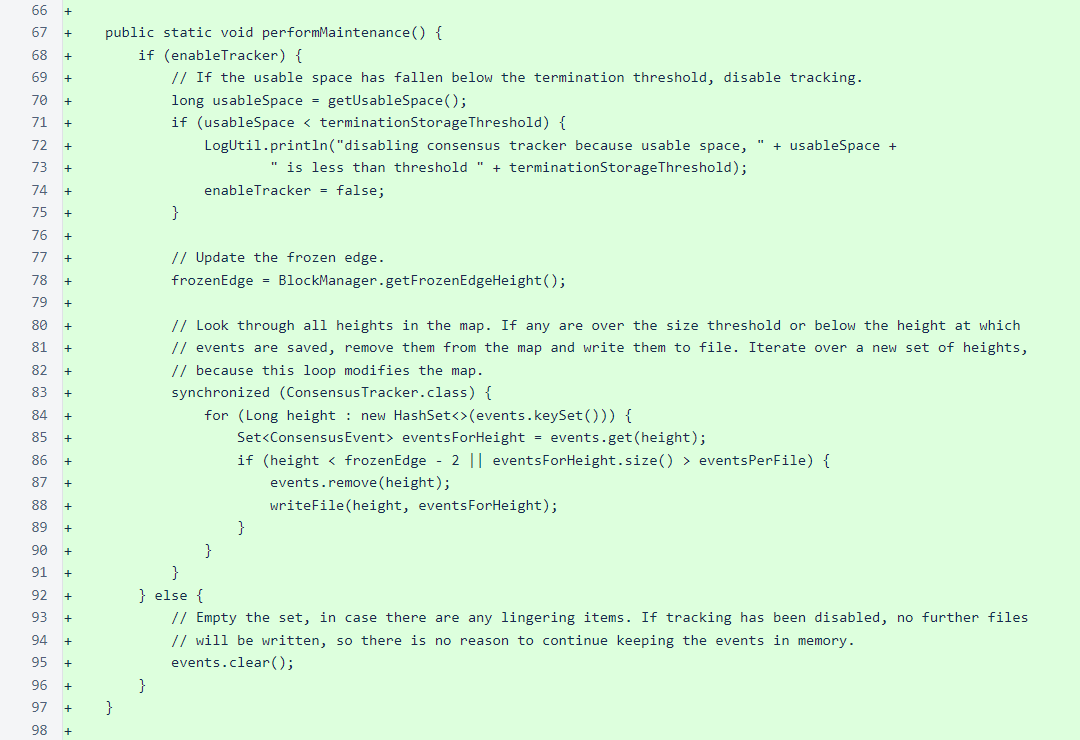 66 +
67 +     public static void performMaintenance() {
68 +         if (enableTracker) {
69 +             // If the usable space has fallen below the termination threshold, disable tracking.
70 +             long usableSpace = getUsableSpace();
71 +             if (usableSpace < terminationStorageThreshold) {
72 +                 LogUtil.println("disabling consensus tracker because usable space, " + usableSpace +
73 +                         " is less than threshold " + terminationStorageThreshold);
74 +                 enableTracker = false;
75 +             }
76 +
77 +             // Update the frozen edge.
78 +             frozenEdge = BlockManager.getFrozenEdgeHeight();
79 +
80 +             // Look through all heights in the map. If any are over the size threshold or below the height at which
81 +             // events are saved, remove them from the map and write them to file. Iterate over a new set of heights,
82 +             // because this loop modifies the map.
83 +             synchronized (ConsensusTracker.class) {
84 +                 for (Long height : new HashSet<>(events.keySet())) {
85 +                     Set<ConsensusEvent> eventsForHeight = events.get(height);
86 +                     if (height < frozenEdge - 2 || eventsForHeight.size() > eventsPerFile) {
87 +                         events.remove(height);
88 +                         writeFile(height, eventsForHeight);
89 +                     }
90 +                 }
91 +             }
92 +         } else {
93 +             // Empty the set, in case there are any lingering items. If tracking has been disabled, no further files
94 +             // will be written, so there is no reason to continue keeping the events in memory.
95 +             events.clear();
96 +         }
97 +     }
98 +